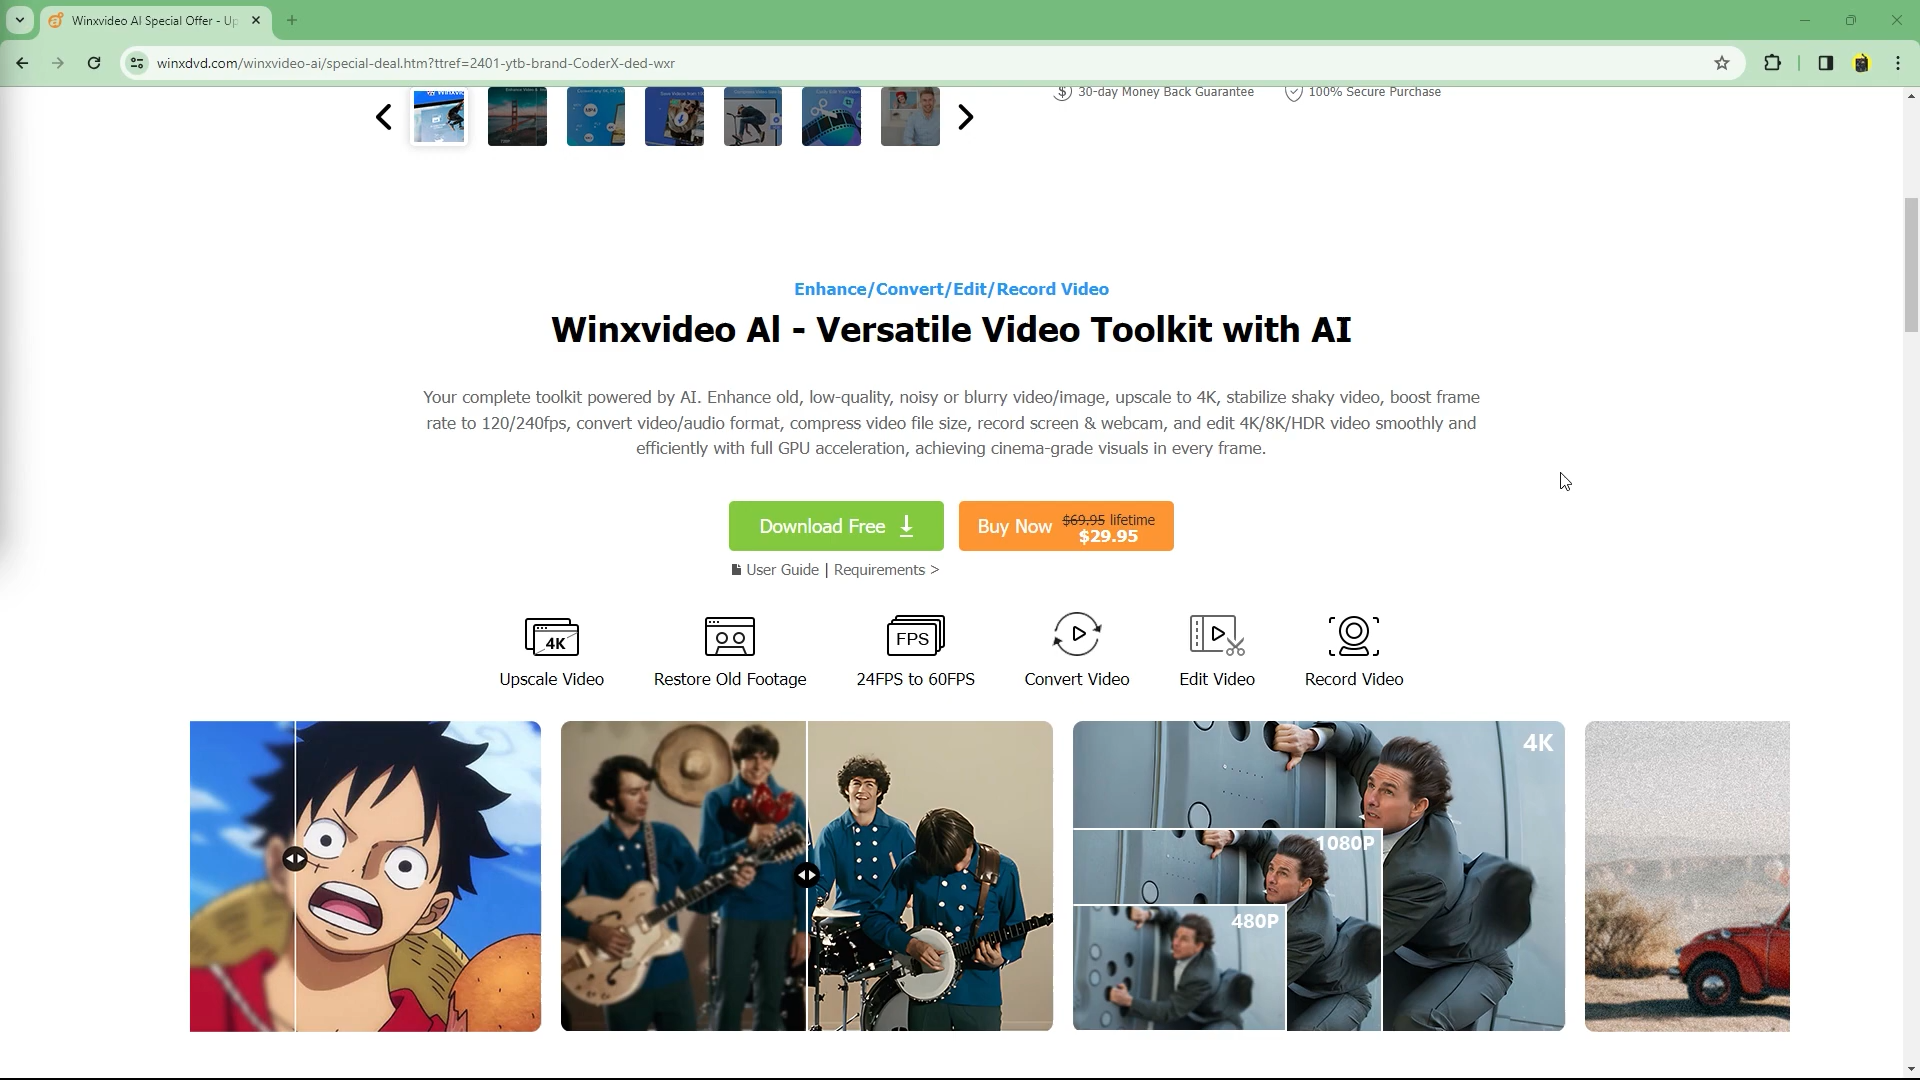 Winxvideo AI Special Offer - Up
winxdvd.com/winxvideo-ai/special-deal.htm?ttref=2401-ytb-brand-CoderX-ded-wxr
30-day Money Back Guarantee
100% Secure Purchase
Enhance/Convert/Edit/Record Video
Winxvideo Al - Versatile Video Toolkit with AI
Your complete toolkit powered by AI. Enhance old, low-quality, noisy or blurry video/image, upscale to 4K, stabilize shaky video, boost frame
rate to 120/240fps, convert video/audio format, compress video file size, record screen & webcam, and edit 4K/8K/HDR video smoothly and
efficiently with full GPU acceleration, achieving cinema-grade visuals in every frame.
Download Free
Buy Now
$69.95 lifetime
$29.95
User Guide | Requirements >
4K
FPS
Upscale Video
Restore Old Footage
24FPS to 60FPS
Convert Video
Edit Video
Record Video
4K
1080P
480P